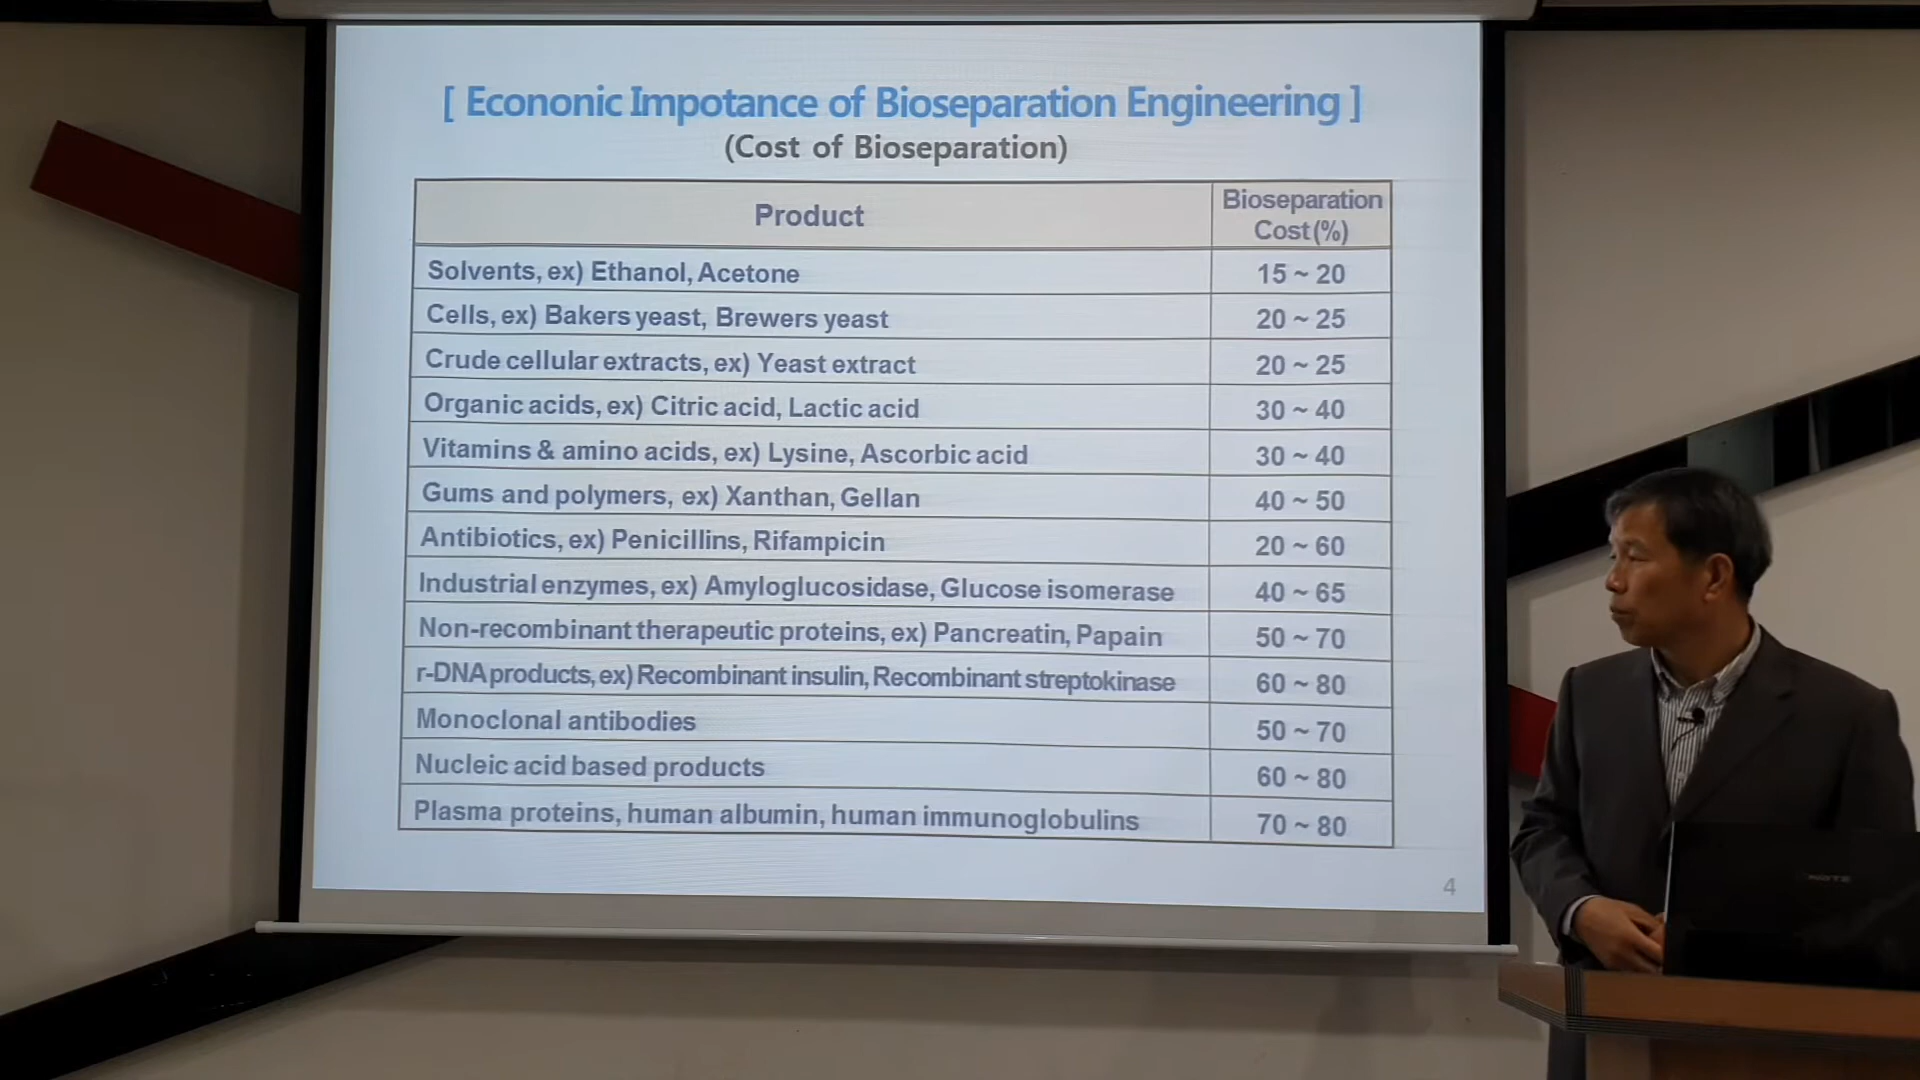 [ Econonic Impotance of Bioseparation Engineering ]
(Cost of Bioseparation)
Product
Bioseparation
Cost(%)
Solvents, ex) Ethanol, Acetone 15 ~ 20
Cells, ex) Bakers yeast, Brewers yeast 20 ~ 25
Crude cellular extracts, ex) Yeast extract 20 ~ 25
Organic acids, ex) Citric acid, Lactic acid 30 ~ 40
Vitamins & amino acids, ex) Lysine, Ascorbic acid 30 ~ 40
Gums and polymers, ex) Xanthan, Gellan 40 ~ 50
Antibiotics, ex) Penicillins, Rifampicin 20 ~ 60
Industrial enzymes, ex) Amyloglucosidase, Glucose isomerase 40 ~ 65
Non-recombinant therapeutic proteins, ex) Pancreatin, Papain 50 ~ 70
r-DNA products, ex) Recombinant insulin, Recombinant streptokinase 60 ~ 80
Monoclonal antibodies 50 ~ 70
Nucleic acid based products 60 ~ 80
Plasma proteins, human albumin, human immunoglobulins 70 ~ 80
4